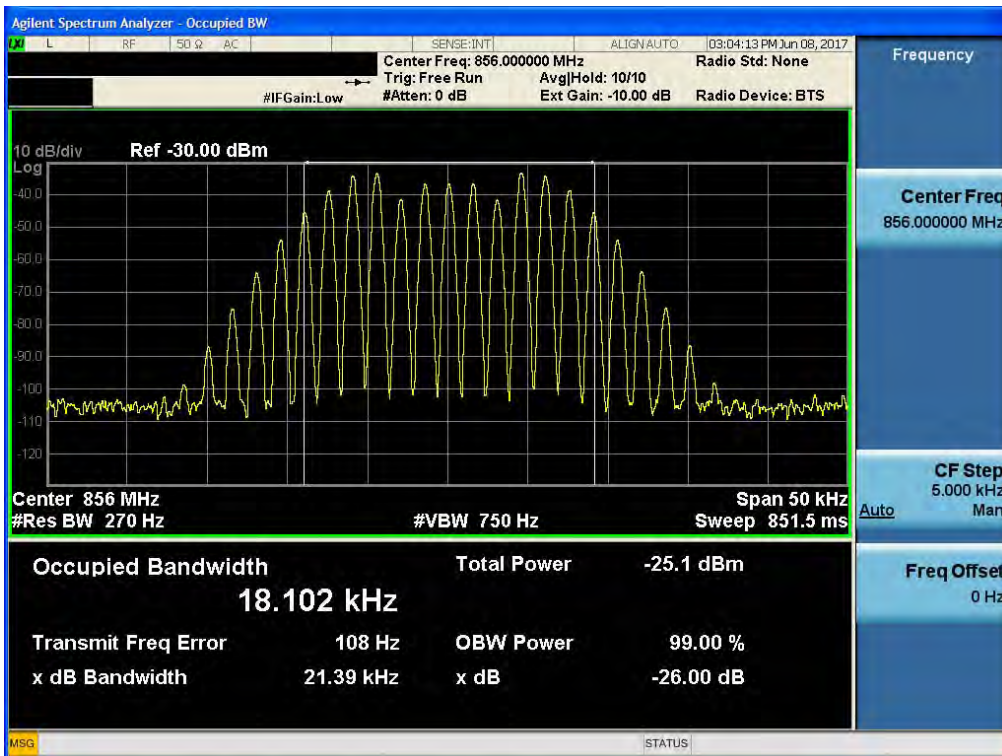 Agilent Spectrum Analyzer - Occupied BW
LXI L RF 50 Ω AC SENSE:INT ALIGN AUTO 03:04:13 PM Jun 08, 2017
Center Freq: 856.000000 MHz Radio Std: None
Trig: Free Run Avg|Hold: 10/10
#IFGain:Low #Atten: 0 dB Ext Gain: -10.00 dB Radio Device: BTS
10 dB/div Ref -30.00 dBm
Log
-40.0
-50.0
-60.0
-70.0
-80.0
-90.0
-100
-110
-120
Center 856 MHz Span 50 kHz
#Res BW 270 Hz #VBW 750 Hz Sweep 851.5 ms
Occupied Bandwidth Total Power -25.1 dBm
18.102 kHz
Transmit Freq Error 108 Hz OBW Power 99.00 %
x dB Bandwidth 21.39 kHz x dB -26.00 dB
Frequency
Center Freq
856.000000 MHz
CF Step
5.000 kHz
Auto Man
Freq Offset
0 Hz
MSG STATUS